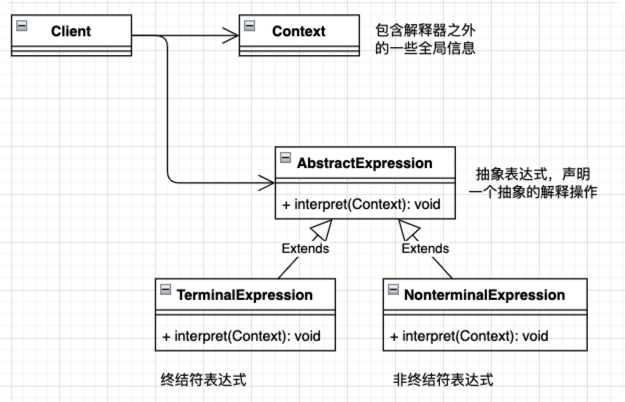 Client
Context
包含解释器之外
的一些全局信息
AbstractExpression
+ interpret(Context): void
抽象表达式，声明
一个抽象的解释操作
Extends
Extends
TerminalExpression
+ interpret(Context): void
NonterminalExpression
+ interpret(Context): void
终结符表达式
非终结符表达式